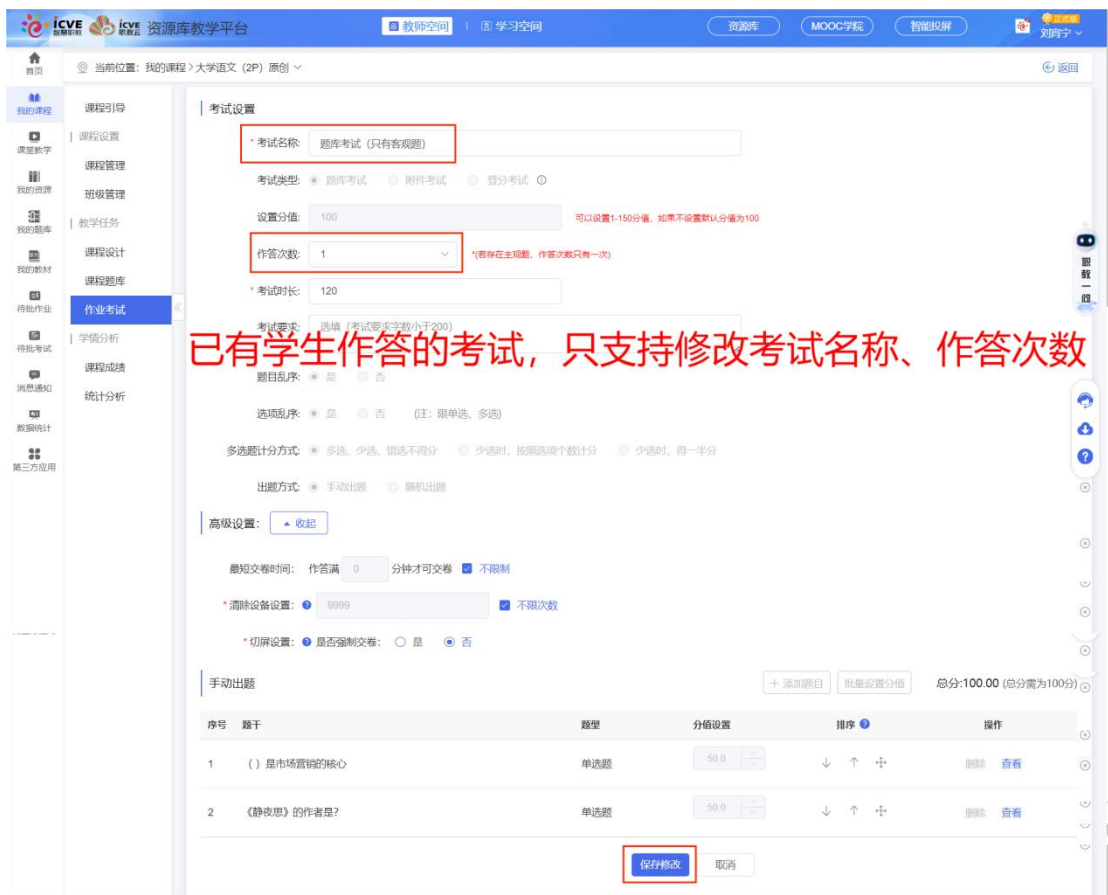 icve 智慧职教 icve 职教云 资源库教学平台 教师空间 学习空间 资源库 MOOC学院 智能投屏 正式版
首页 当前位置：我的课程 > 大学语文（2P）原创 返回
我的课程
课堂教学
我的资源
我的题库
我的教材
待批作业
待批考试
消息通知
数据统计
第三方应用
课程引导
课程设置
课程管理
班级管理
教学任务
课程设计
课程题库
作业考试
学情分析
课程成绩
统计分析
考试设置
* 考试名称: 题库考试（只有客观题）
考试类型: 题库考试 附件考试 登分考试
设置分值: 100 可以设置1-150分值，如果不设置默认分值为100
作答次数: 1 *(若存在主观题，作答次数只有一次)
* 考试时长: 120
考试要求: 选填（考试要求字数小于200）
已有学生作答的考试，只支持修改考试名称、作答次数
题目乱序: 是 否
选项乱序: 是 否 (注：限单选、多选)
多选题计分方式: 多选、少选、错选不得分 少选时，按照选项个数计分 少选时，得一半分
出题方式: 手动出题 随机出题
高级设置： 收起
最短交卷时间： 作答满 0 分钟才可交卷 不限制
* 清除设备设置： 9999 不限次数
* 切屏设置： 是否强制交卷： 是 否
手动出题 + 添加题目 批量设置分值 总分:100.00 (总分需为100分)
序号 题干 题型 分值设置 排序 操作
1 （ ）是市场营销的核心 单选题 50.0 删除 查看
2 《静夜思》的作者是? 单选题 50.0 删除 查看
保存修改 取消
职教一问